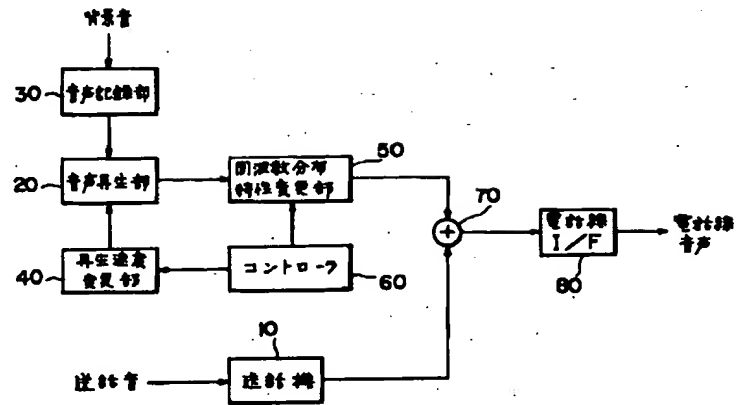 背景音
30
音声記録部
50
20
音声再生部
周波数分布
特性変更部
70
+
電話線
I/F
電話線
音声
80
40
再生速度
変更部
コントローラ
60
10
送話音
送話機